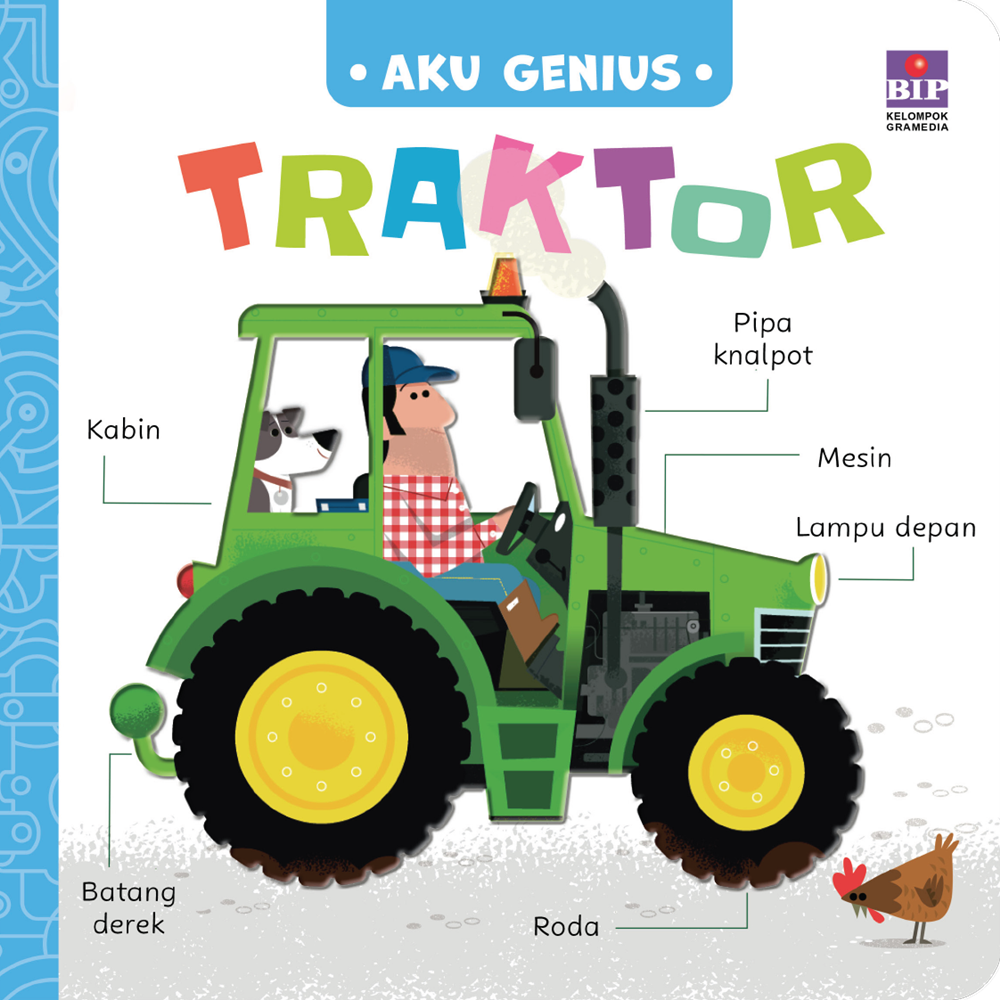 • AKU GENIUS •
BIP
KELOMPOK
GRAMEDIA
TRAKTOR
Pipa
knalpot
Kabin
Mesin
Lampu depan
Batang
derek
Roda